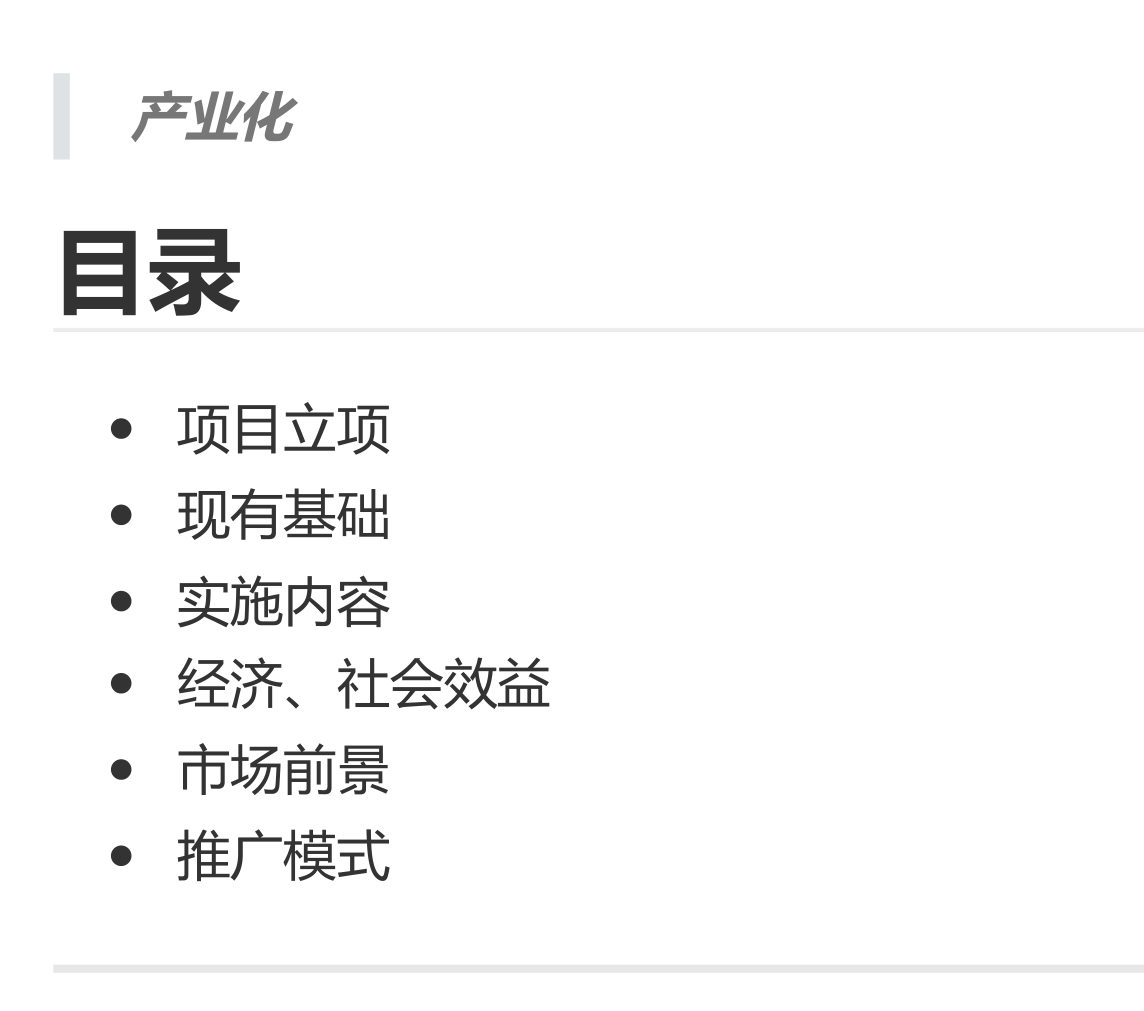 产业化
目录
项目立项
现有基础
实施内容
经济、社会效益
市场前景
推广模式